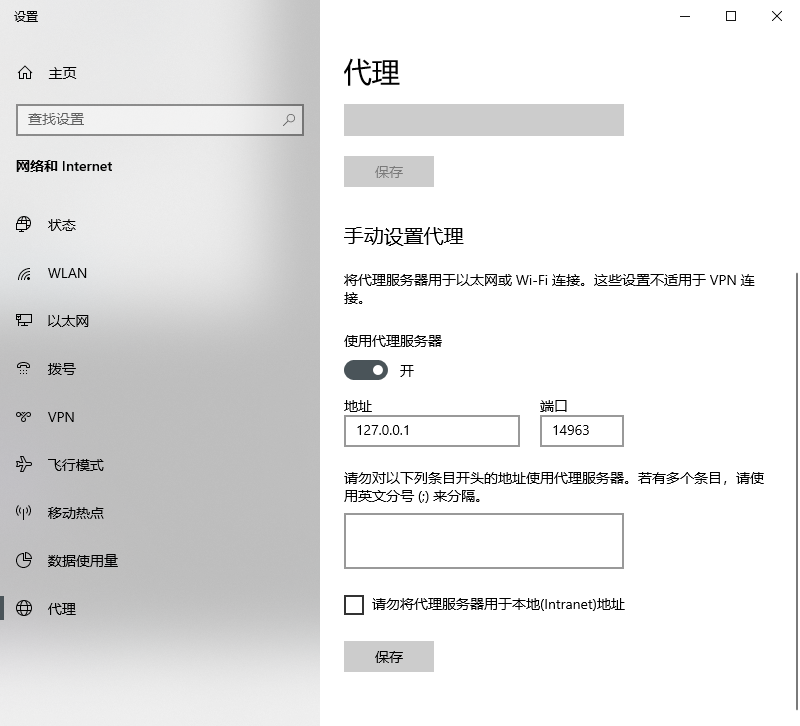 设置
主页
查找设置
网络和 Internet
状态
WLAN
以太网
拨号
VPN
飞行模式
移动热点
数据使用量
代理
代理
保存
手动设置代理
将代理服务器用于以太网或 Wi-Fi 连接。这些设置不适用于 VPN 连
接。
使用代理服务器
开
地址 端口
127.0.0.1 14963
请勿对以下列条目开头的地址使用代理服务器。若有多个条目，请使
用英文分号 (;) 来分隔。
请勿将代理服务器用于本地(Intranet)地址
保存